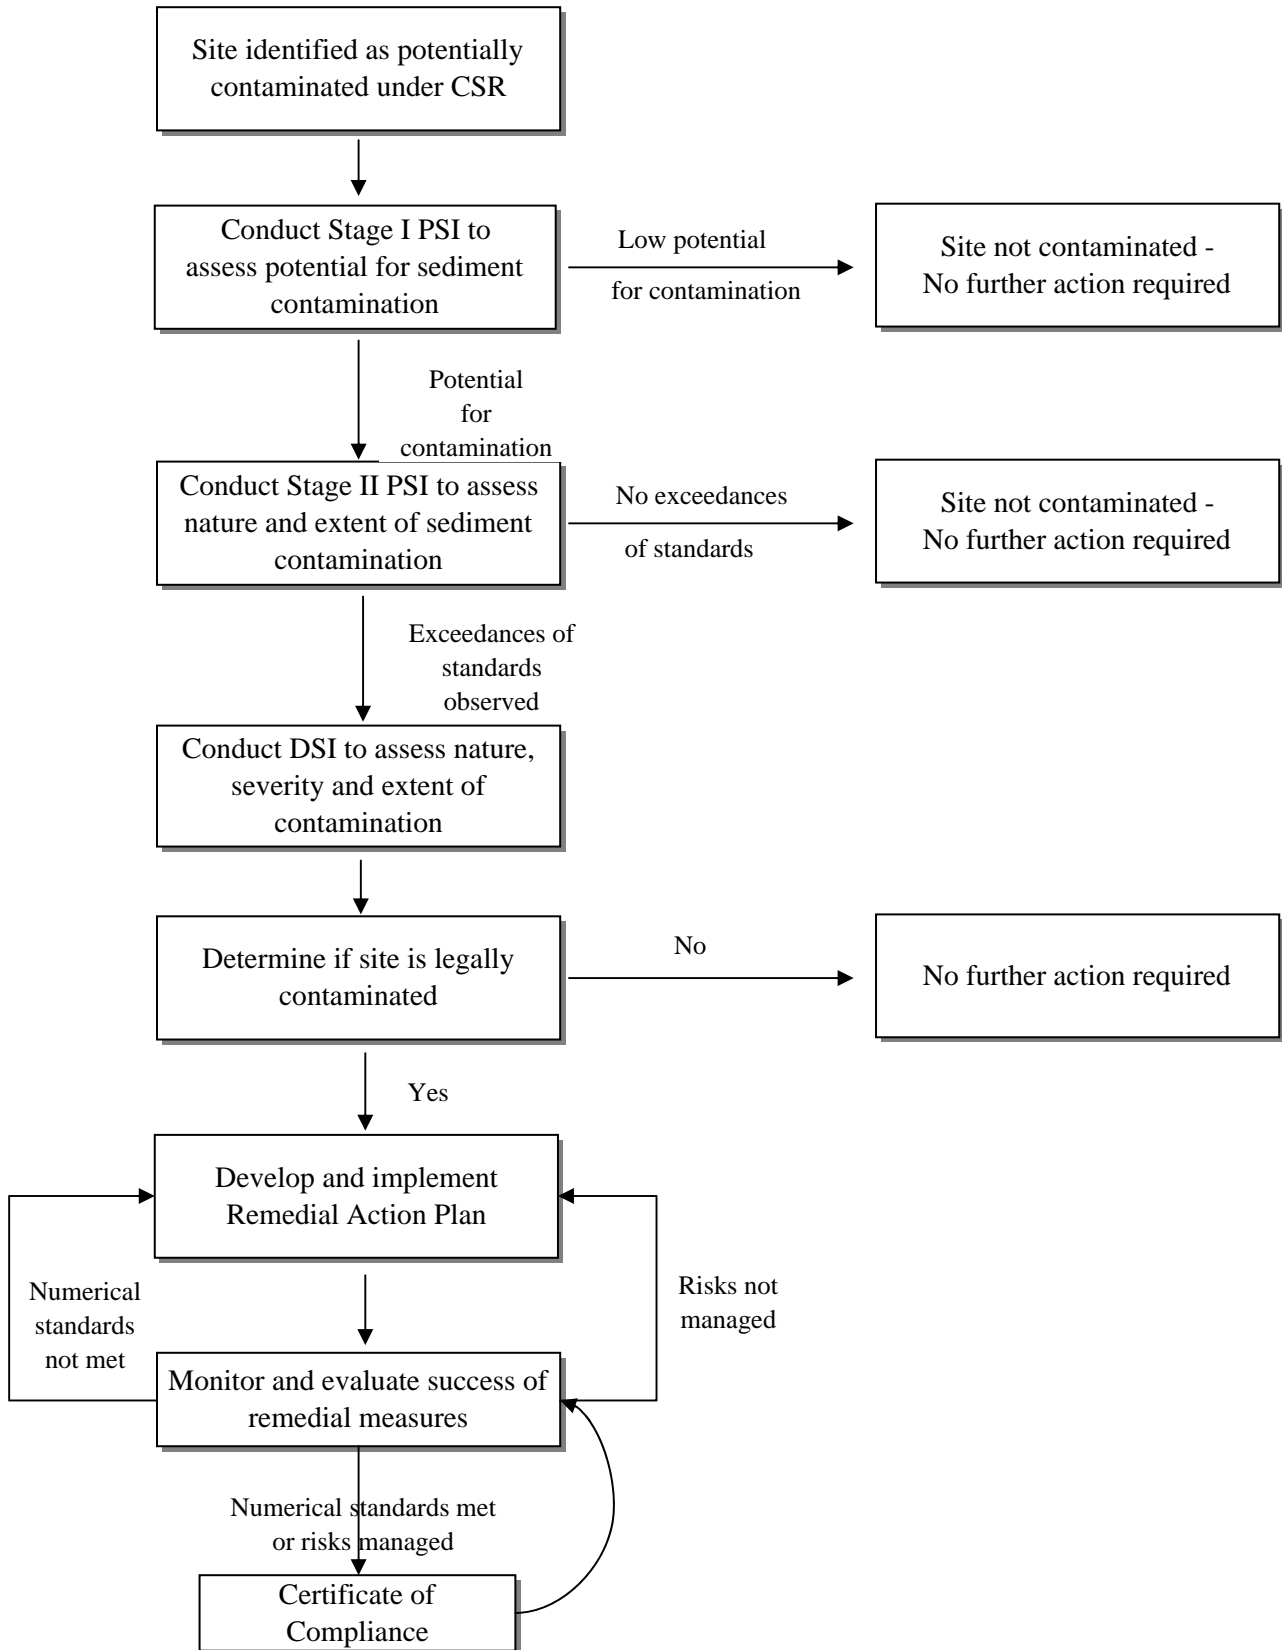 Site identified as potentially
contaminated under CSR
Conduct Stage I PSI to
assess potential for sediment
contamination
Low potential
for contamination
Site not contaminated -
No further action required
Potential
for
contamination
Conduct Stage II PSI to assess
nature and extent of sediment
contamination
No exceedances
of standards
Site not contaminated -
No further action required
Exceedances of
standards
observed
Conduct DSI to assess nature,
severity and extent of
contamination
Determine if site is legally
contaminated
No
No further action required
Yes
Develop and implement
Remedial Action Plan
Numerical
standards
not met
Risks not
managed
Monitor and evaluate success of
remedial measures
Numerical standards met
or risks managed
Certificate of
Compliance